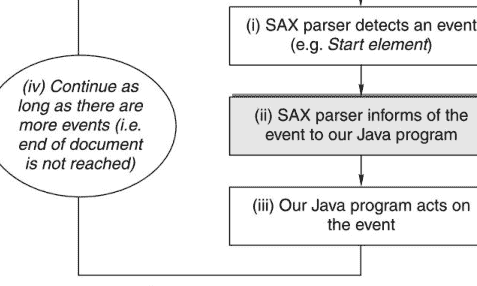 (i) SAX parser detects an event
(e.g. Start element)
(iv) Continue as
long as there are
more events (i.e.
end of document
is not reached)
(ii) SAX parser informs of the
event to our Java program
(iii) Our Java program acts on
the event